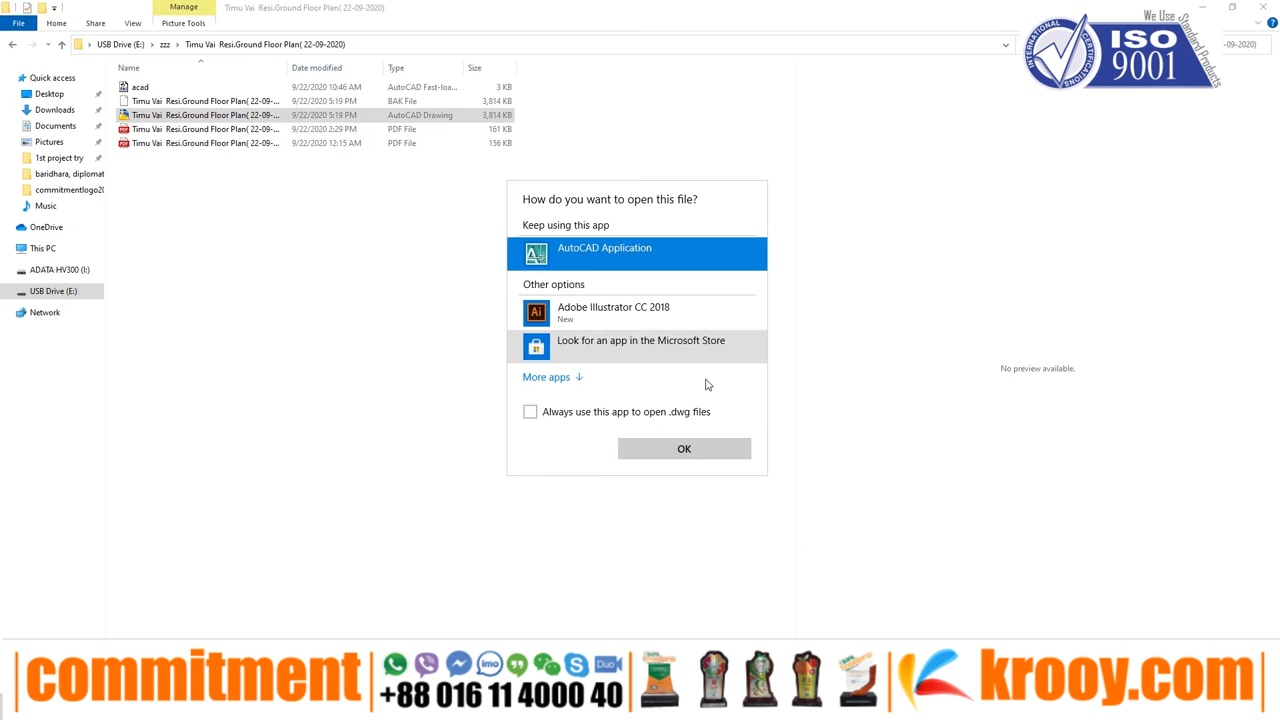 Manage
Timu Vai  Resi.Ground Floor Plan( 22-09-2020)
File
Home
Share
View
Picture Tools
USB Drive (E:)
zzz
Timu Vai  Resi.Ground Floor Plan( 22-09-2020)
-09-2020)
We Use Standard Products
INTERNATIONAL CERTIFICATIONS
ISO
9001
Name
Date modified
Type
Size
Quick access
Desktop
Downloads
Documents
Pictures
1st project try
baridhara, diplomat
commitmentlogo20
Music
OneDrive
This PC
ADATA HV300 (I:)
USB Drive (E:)
Network
acad 9/22/2020 10:46 AM AutoCAD Fast-loa... 3 KB
Timu Vai  Resi.Ground Floor Plan( 22-09-... 9/22/2020 5:19 PM BAK File 3,814 KB
Timu Vai  Resi.Ground Floor Plan( 22-09-... 9/22/2020 5:19 PM AutoCAD Drawing 3,814 KB
Timu Vai  Resi.Ground Floor Plan( 22-09-... 9/22/2020 2:29 PM PDF File 161 KB
Timu Vai  Resi.Ground Floor Plan( 22-09-... 9/22/2020 12:15 AM PDF File 156 KB
How do you want to open this file?
Keep using this app
AutoCAD Application
Other options
Ai
Adobe Illustrator CC 2018
New
Look for an app in the Microsoft Store
More apps
Always use this app to open .dwg files
OK
No preview available.
commitment
imo
Duo
+88 016 11 4000 40
krooy.com